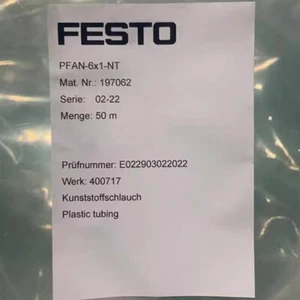 FESTO
PFAN-6x1-NT
Mat. Nr.: 197062
Serie: 02-22
Menge: 50 m
Prüfnummer: E022903022022
Werk: 400717
Kunststoffschlauch
Plastic tubing